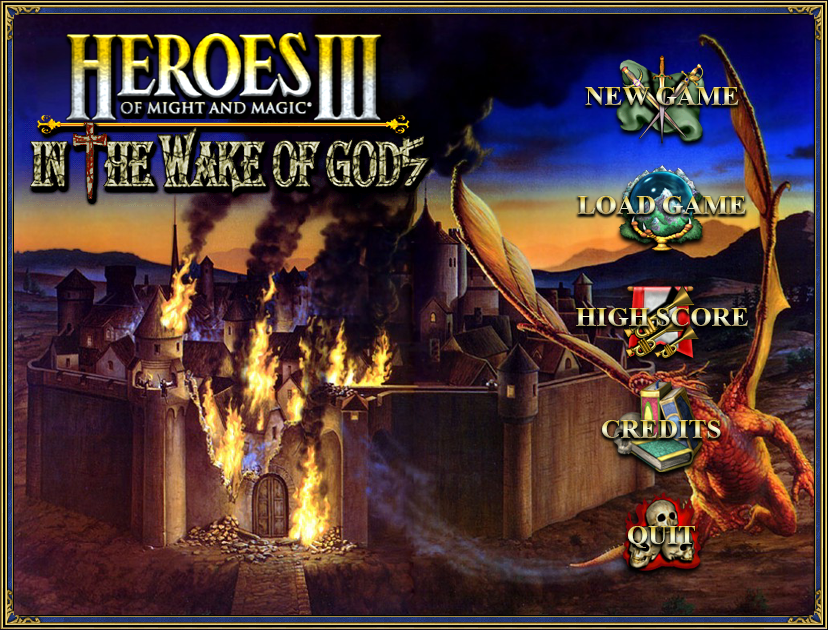 HEROES III
OF MIGHT AND MAGIC®
IN THE WAKE OF GODS
NEW GAME
LOAD GAME
HIGH SCORE
CREDITS
QUIT